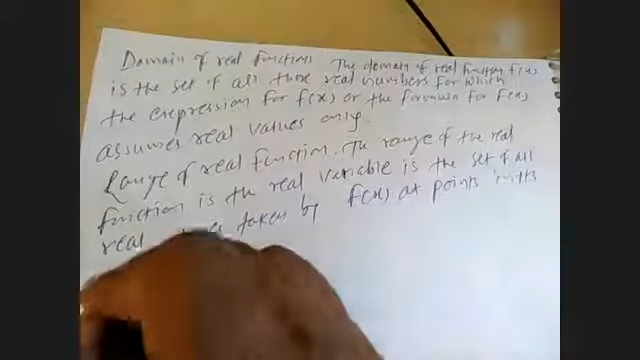 Domain of real functions The domain of real function f(x)
is the set of all those real numbers for which
the expression for f(x) or the formula for f(x)
assumes real values only.
Range of real function. The range of the real
function is the real variable is the set of all
real taken by f(x) at points in its